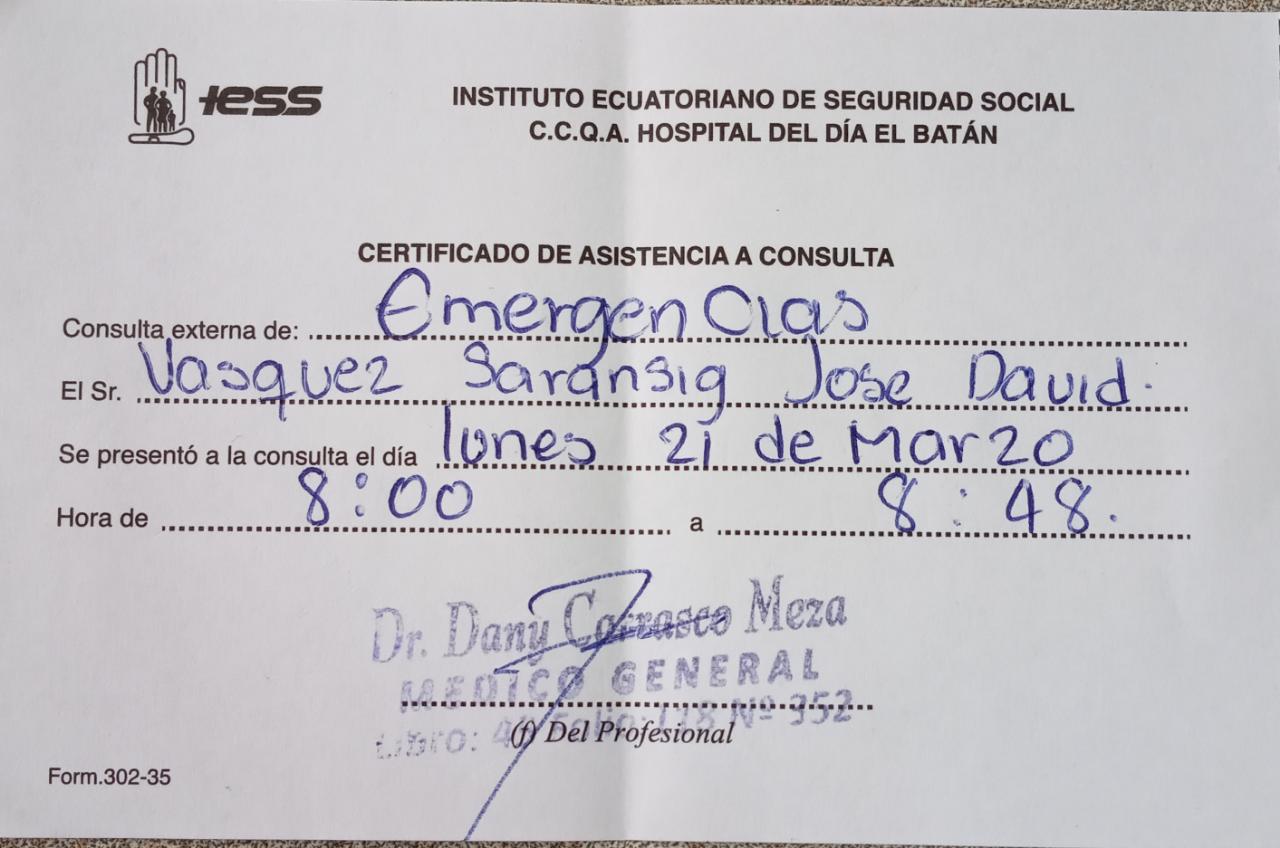 iess
INSTITUTO ECUATORIANO DE SEGURIDAD SOCIAL
C.C.Q.A. HOSPITAL DEL DÍA EL BATÁN
CERTIFICADO DE ASISTENCIA A CONSULTA
Consulta externa de: Emergencias
El Sr. Vasquez Saransig Jose David.
Se presentó a la consulta el día lunes 21 de Marzo
Hora de 8:00 a 8:48.
Dr. Dany Carrasco Meza
MEDICO GENERAL
Libro: Folio: 118 Nº 352
(f) Del Profesional
Form.302-35